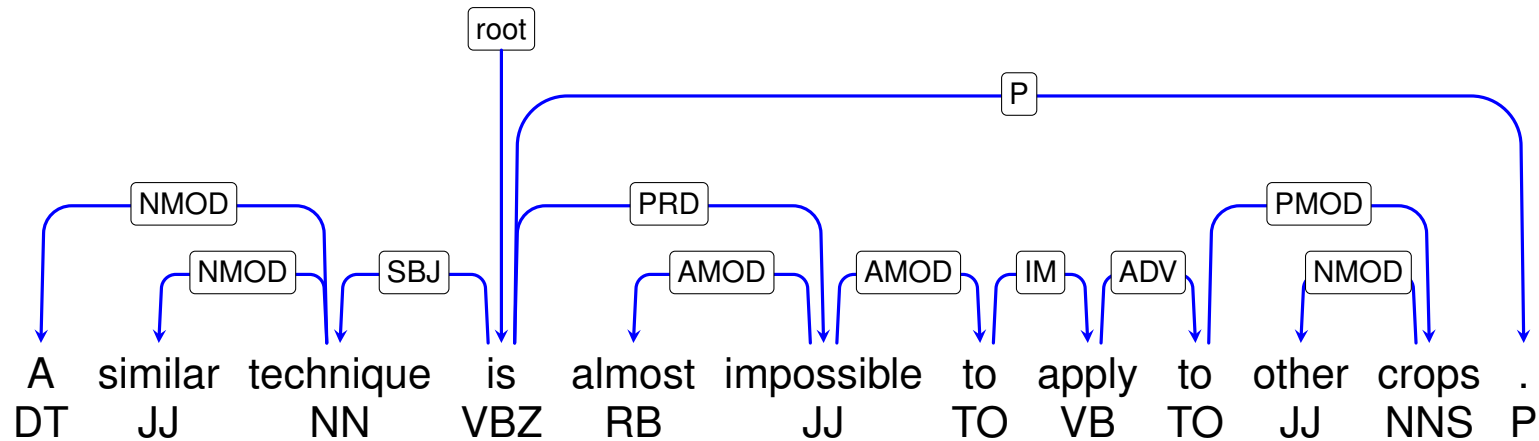 root
P
NMOD PRD PMOD
NMOD SBJ AMOD AMOD IM ADV NMOD
A similar technique is almost impossible to apply to other crops .
DT JJ NN VBZ RB JJ TO VB TO JJ NNS P